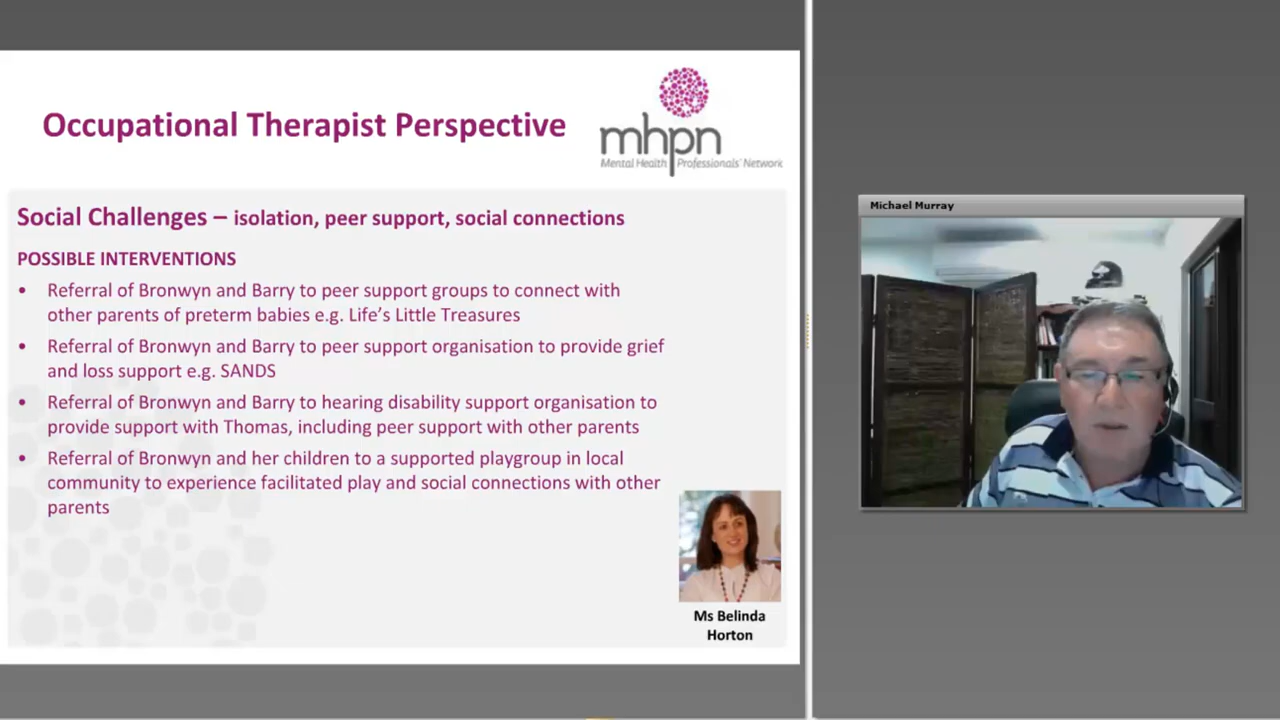 Occupational Therapist Perspective
mhpn
Mental Health Professionals' Network
Social Challenges – isolation, peer support, social connections
POSSIBLE INTERVENTIONS
• Referral of Bronwyn and Barry to peer support groups to connect with
other parents of preterm babies e.g. Life's Little Treasures
• Referral of Bronwyn and Barry to peer support organisation to provide grief
and loss support e.g. SANDS
• Referral of Bronwyn and Barry to hearing disability support organisation to
provide support with Thomas, including peer support with other parents
• Referral of Bronwyn and her children to a supported playgroup in local
community to experience facilitated play and social connections with other
parents
Ms Belinda
Horton
Michael Murray